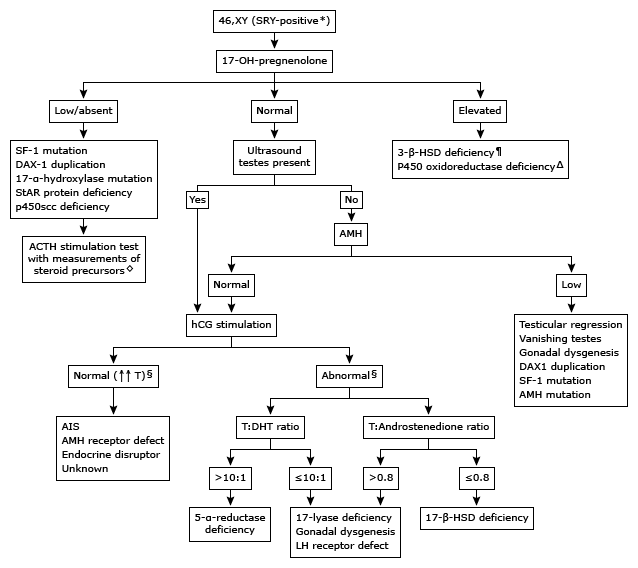 46,XY (SRY-positive*)
17-OH-pregnenolone
Low/absent
Normal
Elevated
SF-1 mutation
DAX-1 duplication
17-α-hydroxylase mutation
StAR protein deficiency
p450scc deficiency
Ultrasound
testes present
3-β-HSD deficiency¶
P450 oxidoreductase deficiencyΔ
Yes
No
ACTH stimulation test
with measurements of
steroid precursors◇
AMH
Normal
Low
hCG stimulation
Testicular regression
Vanishing testes
Gonadal dysgenesis
DAX1 duplication
SF-1 mutation
AMH mutation
Normal (↑↑ T)§
Abnormal§
AIS
AMH receptor defect
Endocrine disruptor
Unknown
T:DHT ratio
T:Androstenedione ratio
>10:1
≤10:1
>0.8
≤0.8
5-α-reductase
deficiency
17-lyase deficiency
Gonadal dysgenesis
LH receptor defect
17-β-HSD deficiency